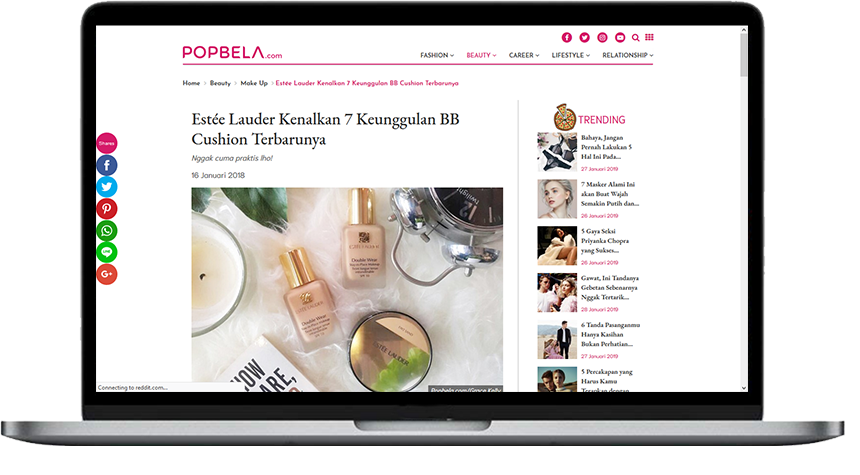 POPBELA.com
FASHION
BEAUTY
CAREER
LIFESTYLE
RELATIONSHIP
Home
Beauty
Make Up
Estée Lauder Kenalkan 7 Keunggulan BB Cushion Terbarunya
Estée Lauder Kenalkan 7 Keunggulan BB
Cushion Terbarunya
Nggak cuma praktis lho!
16 Januari 2018
Shares
Double Wear
Double Wear
ESTEE LAUDER
Popbela.com/Grace Kelly
TRENDING
Bahaya, Jangan
Pernah Lakukan 5
Hal Ini Pada...
27 Januari 2019
7 Masker Alami Ini
akan Buat Wajah
Semakin Putih dan...
26 Januari 2019
5 Gaya Seksi
Priyanka Chopra
yang Sukses...
26 Januari 2019
Gawat, Ini Tandanya
Gebetan Sebenarnya
Nggak Tertarik...
28 Januari 2019
6 Tanda Pasanganmu
Hanya Kasihan
Bukan Perhatian...
27 Januari 2019
5 Percakapan yang
Harus Kamu
Terapkan dengan
Connecting to reddit.com...